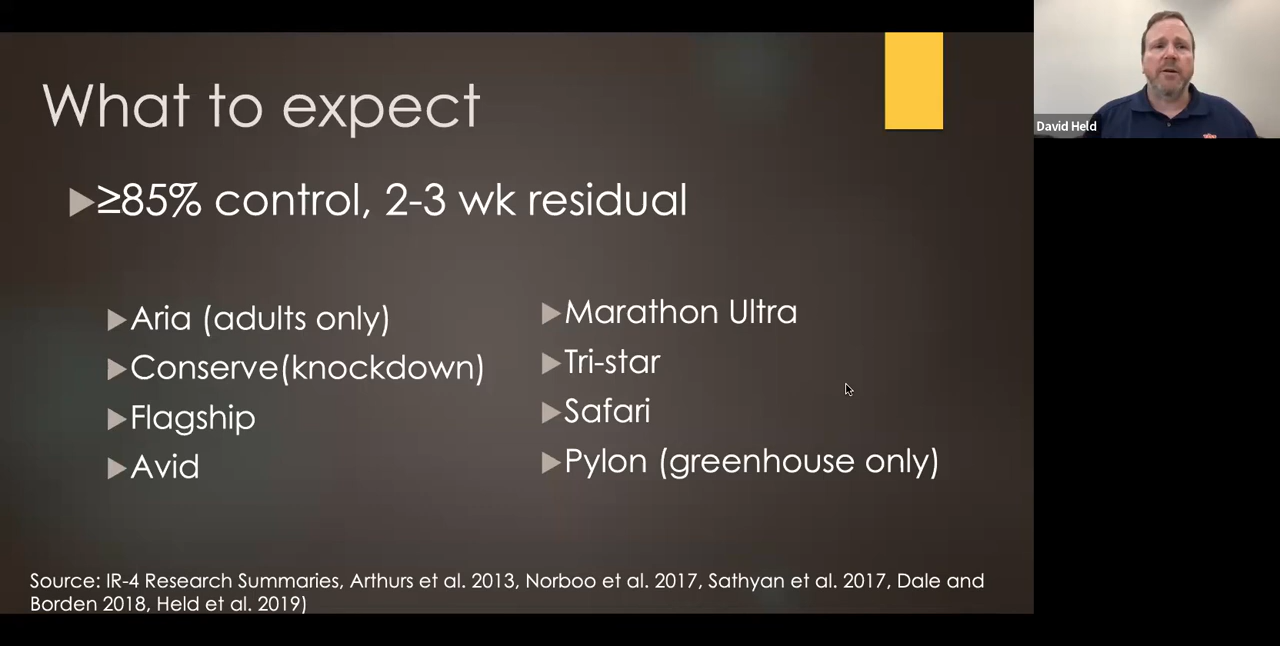 What to expect
≥85% control, 2-3 wk residual
Aria (adults only)
Conserve(knockdown)
Flagship
Avid
Marathon Ultra
Tri-star
Safari
Pylon (greenhouse only)
Source: IR-4 Research Summaries, Arthurs et al. 2013, Norboo et al. 2017, Sathyan et al. 2017, Dale and
Borden 2018, Held et al. 2019)
David Held